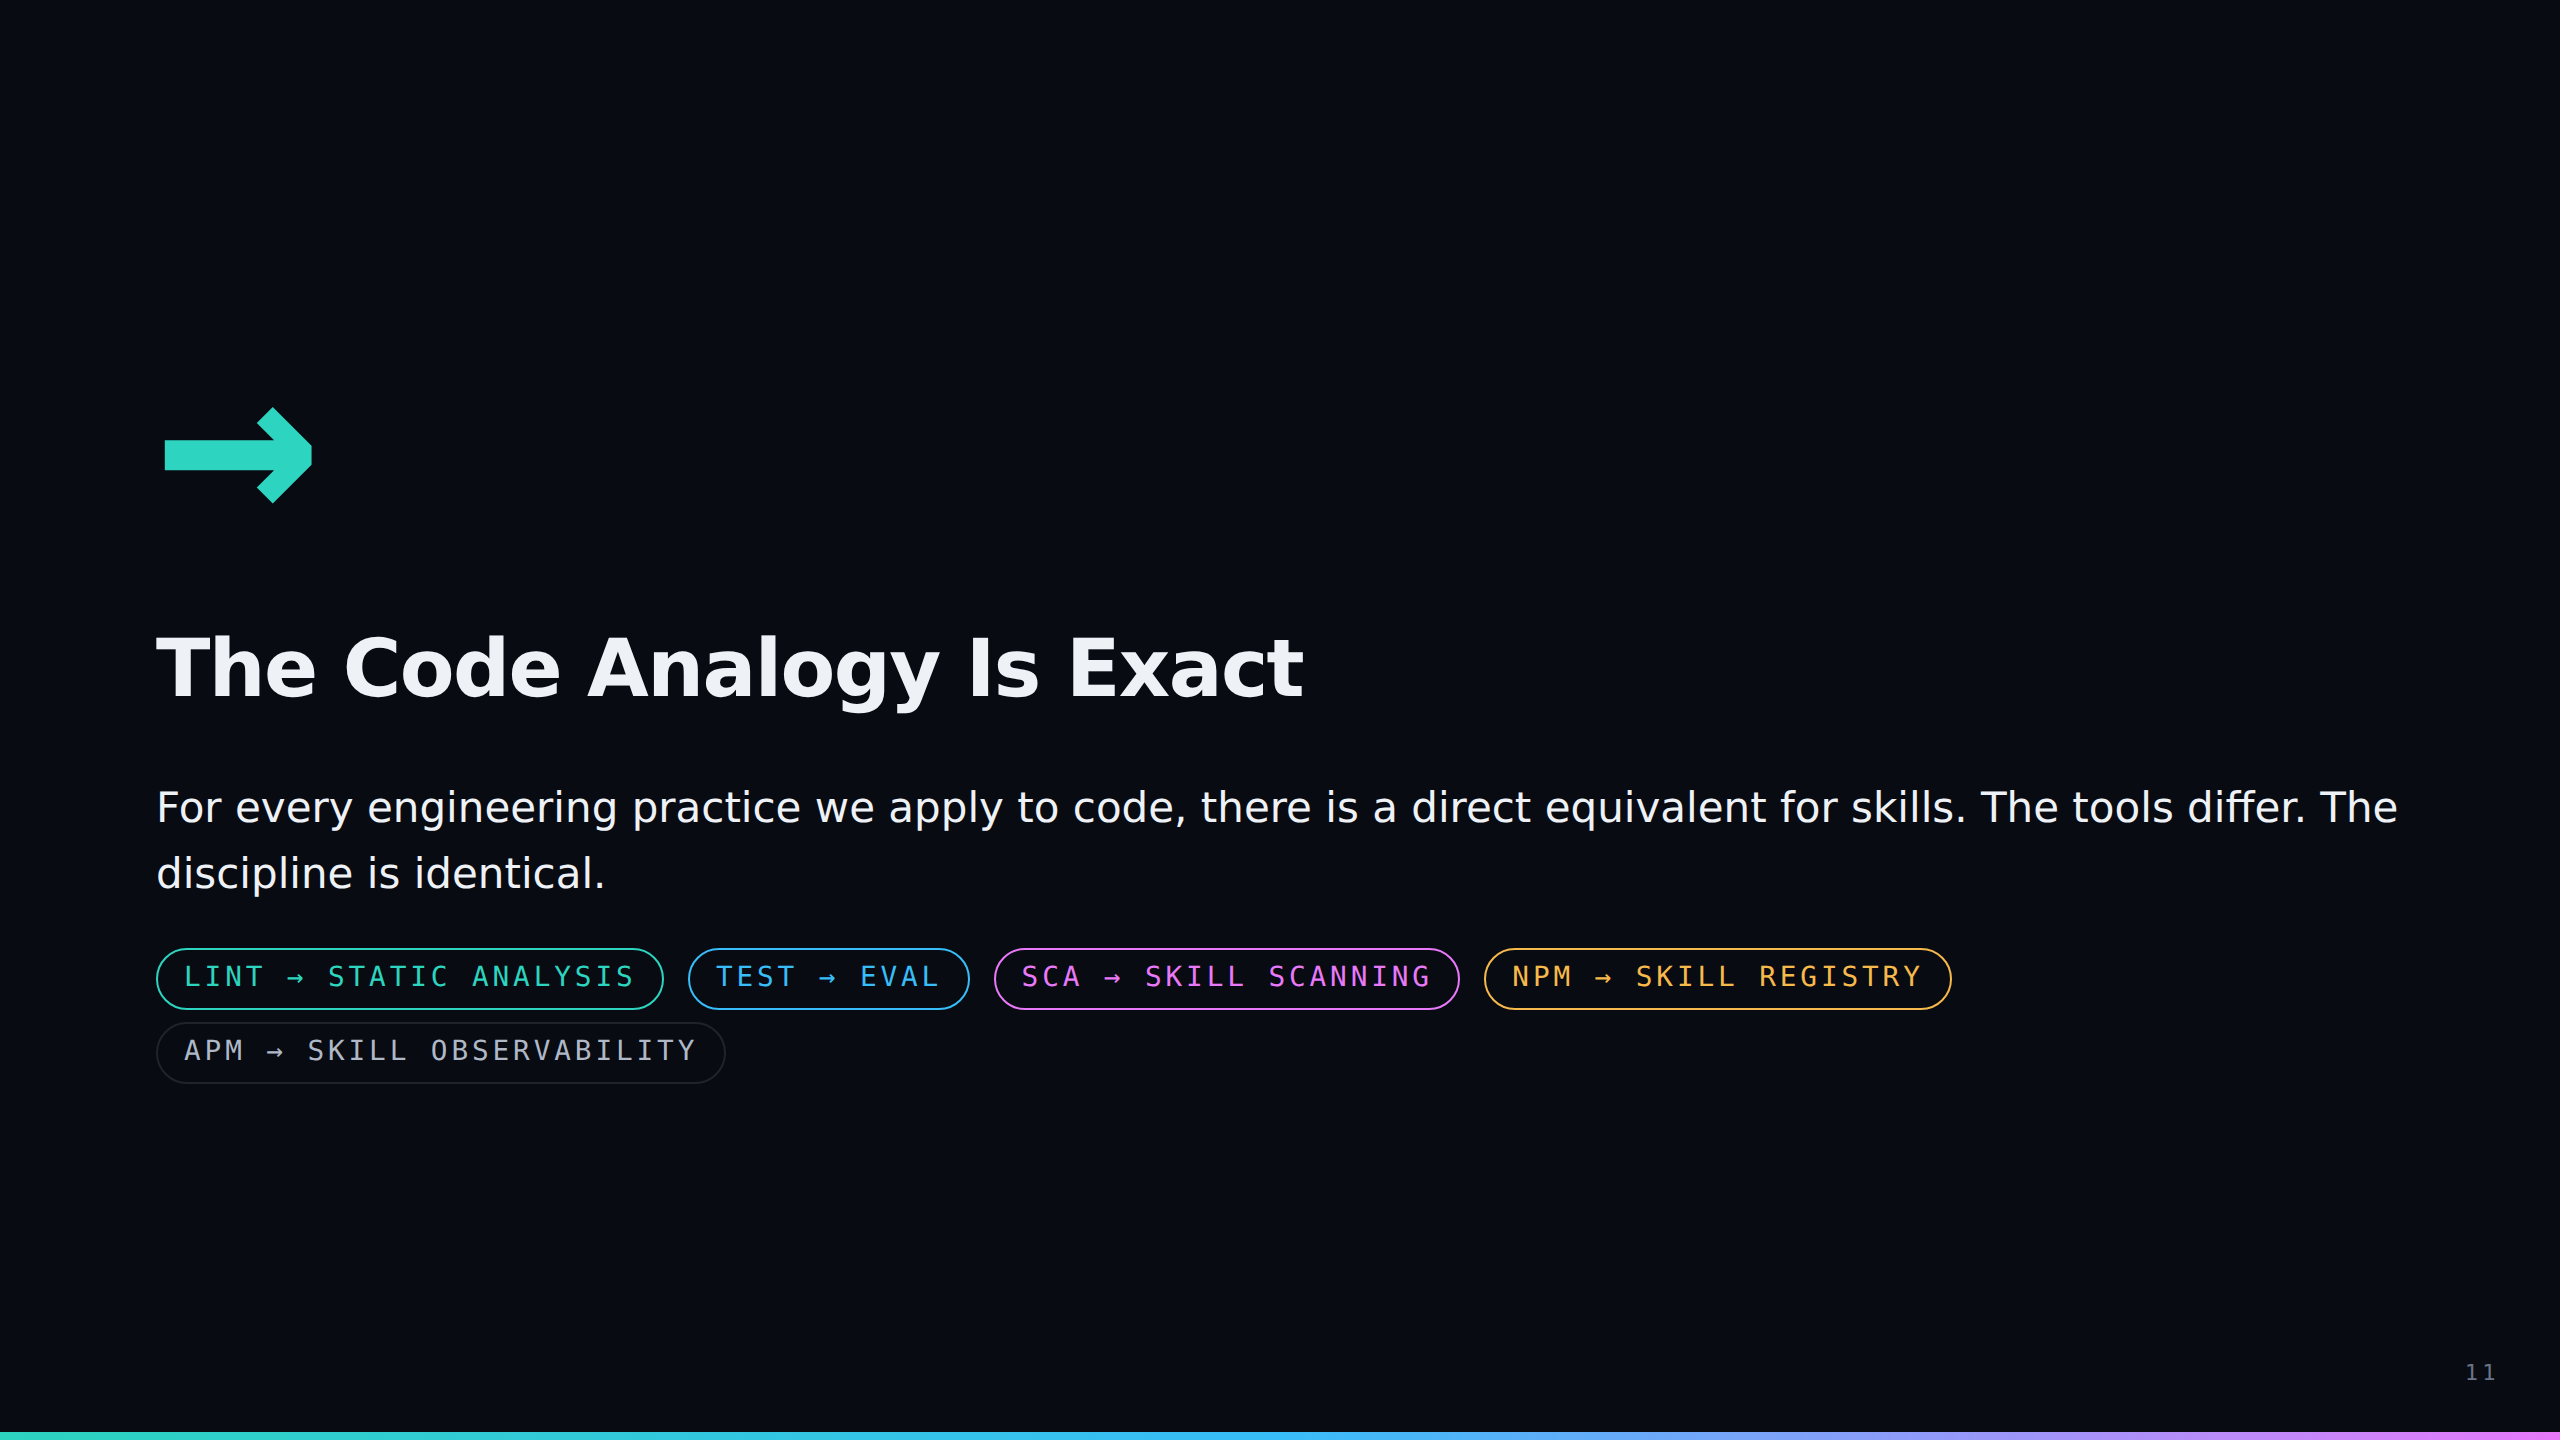 →
The Code Analogy Is Exact
For every engineering practice we apply to code, there is a direct equivalent for skills. The tools differ. The
discipline is identical.
LINT → STATIC ANALYSIS TEST → EVAL SCA → SKILL SCANNING NPM → SKILL REGISTRY
APM → SKILL OBSERVABILITY
11